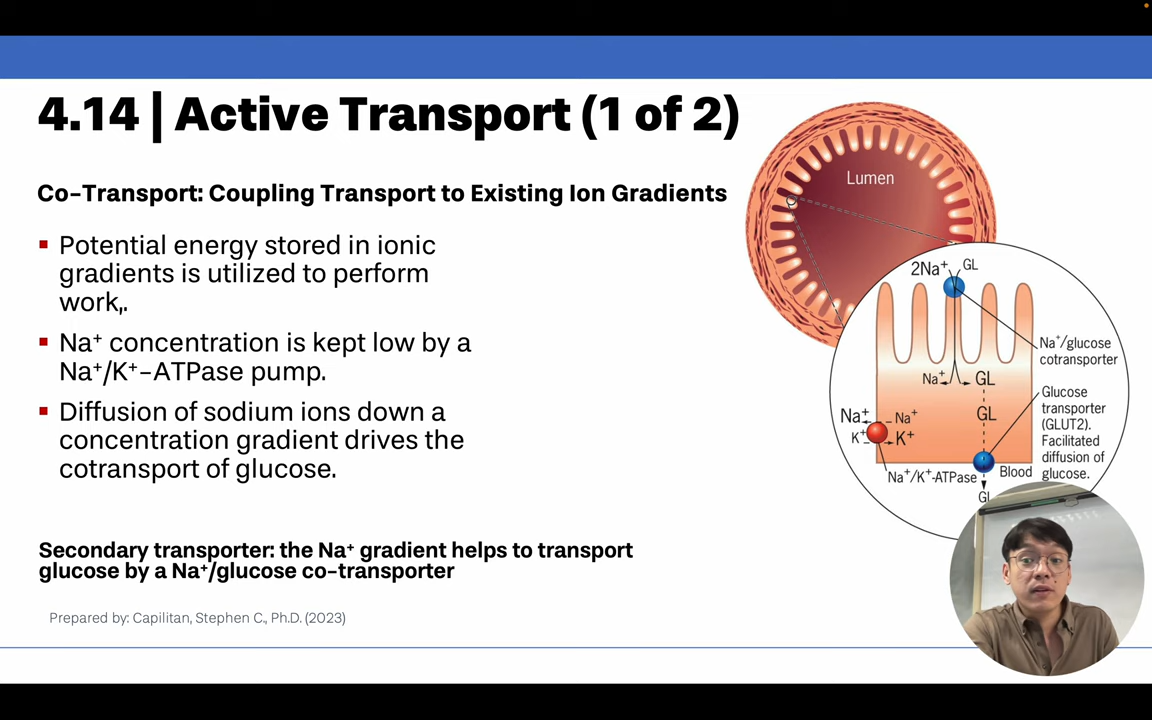 4.14 | Active Transport (1 of 2)
Co-Transport: Coupling Transport to Existing Ion Gradients
▪ Potential energy stored in ionic
gradients is utilized to perform
work,.
▪ Na⁺ concentration is kept low by a
Na⁺/K⁺-ATPase pump.
▪ Diffusion of sodium ions down a
concentration gradient drives the
cotransport of glucose.
Secondary transporter: the Na⁺ gradient helps to transport
glucose by a Na⁺/glucose co-transporter
Prepared by: Capilitan, Stephen C., Ph.D. (2023)
Lumen
2Na⁺ GL
Na⁺/glucose
cotransporter
Na⁺ GL
Glucose
transporter
(GLUT2).
Facilitated
diffusion of
glucose.
GL
Na⁺ Na⁺
K⁺ K⁺
Na⁺/K⁺-ATPase
Blood
GL